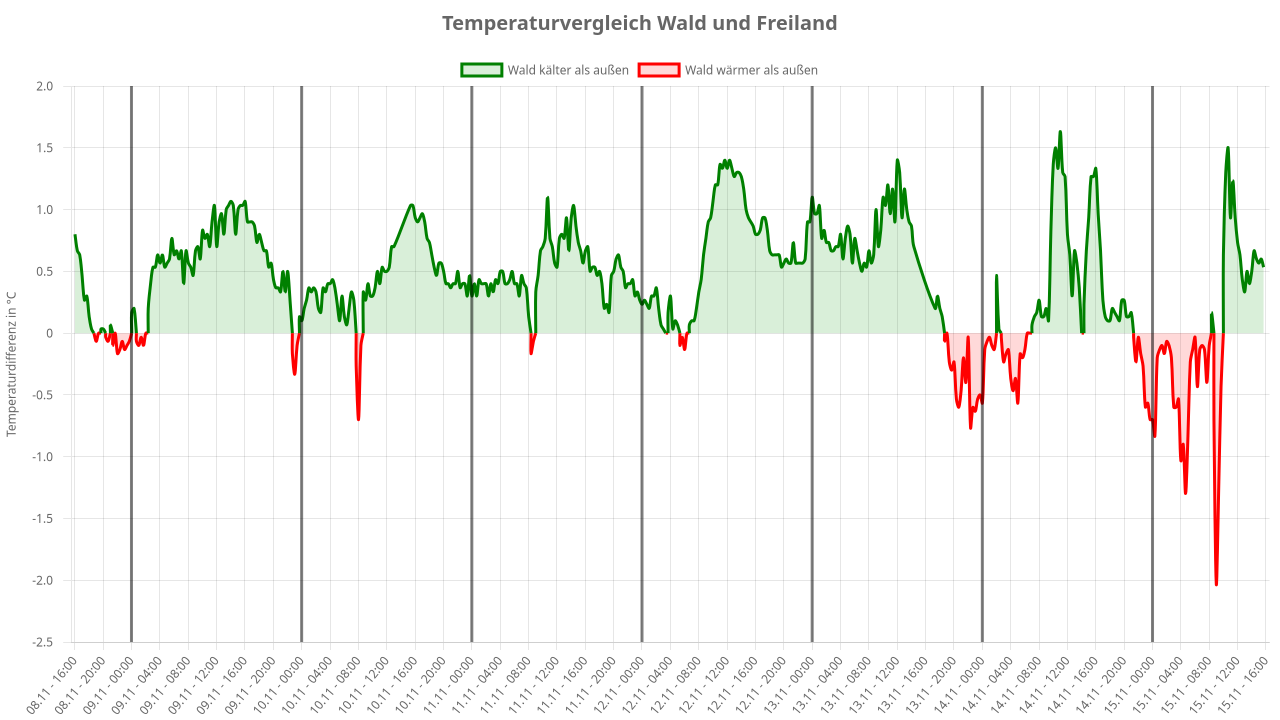 Temperaturvergleich Wald und Freiland
Wald kälter als außen
Wald wärmer als außen
Temperaturdifferenz in °C
2.0
1.5
1.0
0.5
0
-0.5
-1.0
-1.5
-2.0
-2.5
08.11 - 16:00
08.11 - 20:00
09.11 - 00:00
09.11 - 04:00
09.11 - 08:00
09.11 - 12:00
09.11 - 16:00
09.11 - 20:00
10.11 - 00:00
10.11 - 04:00
10.11 - 08:00
10.11 - 12:00
10.11 - 16:00
10.11 - 20:00
11.11 - 00:00
11.11 - 04:00
11.11 - 08:00
11.11 - 12:00
11.11 - 16:00
11.11 - 20:00
12.11 - 00:00
12.11 - 04:00
12.11 - 08:00
12.11 - 12:00
12.11 - 16:00
12.11 - 20:00
13.11 - 00:00
13.11 - 04:00
13.11 - 08:00
13.11 - 12:00
13.11 - 16:00
13.11 - 20:00
14.11 - 00:00
14.11 - 04:00
14.11 - 08:00
14.11 - 12:00
14.11 - 16:00
14.11 - 20:00
15.11 - 00:00
15.11 - 04:00
15.11 - 08:00
15.11 - 12:00
15.11 - 16:00